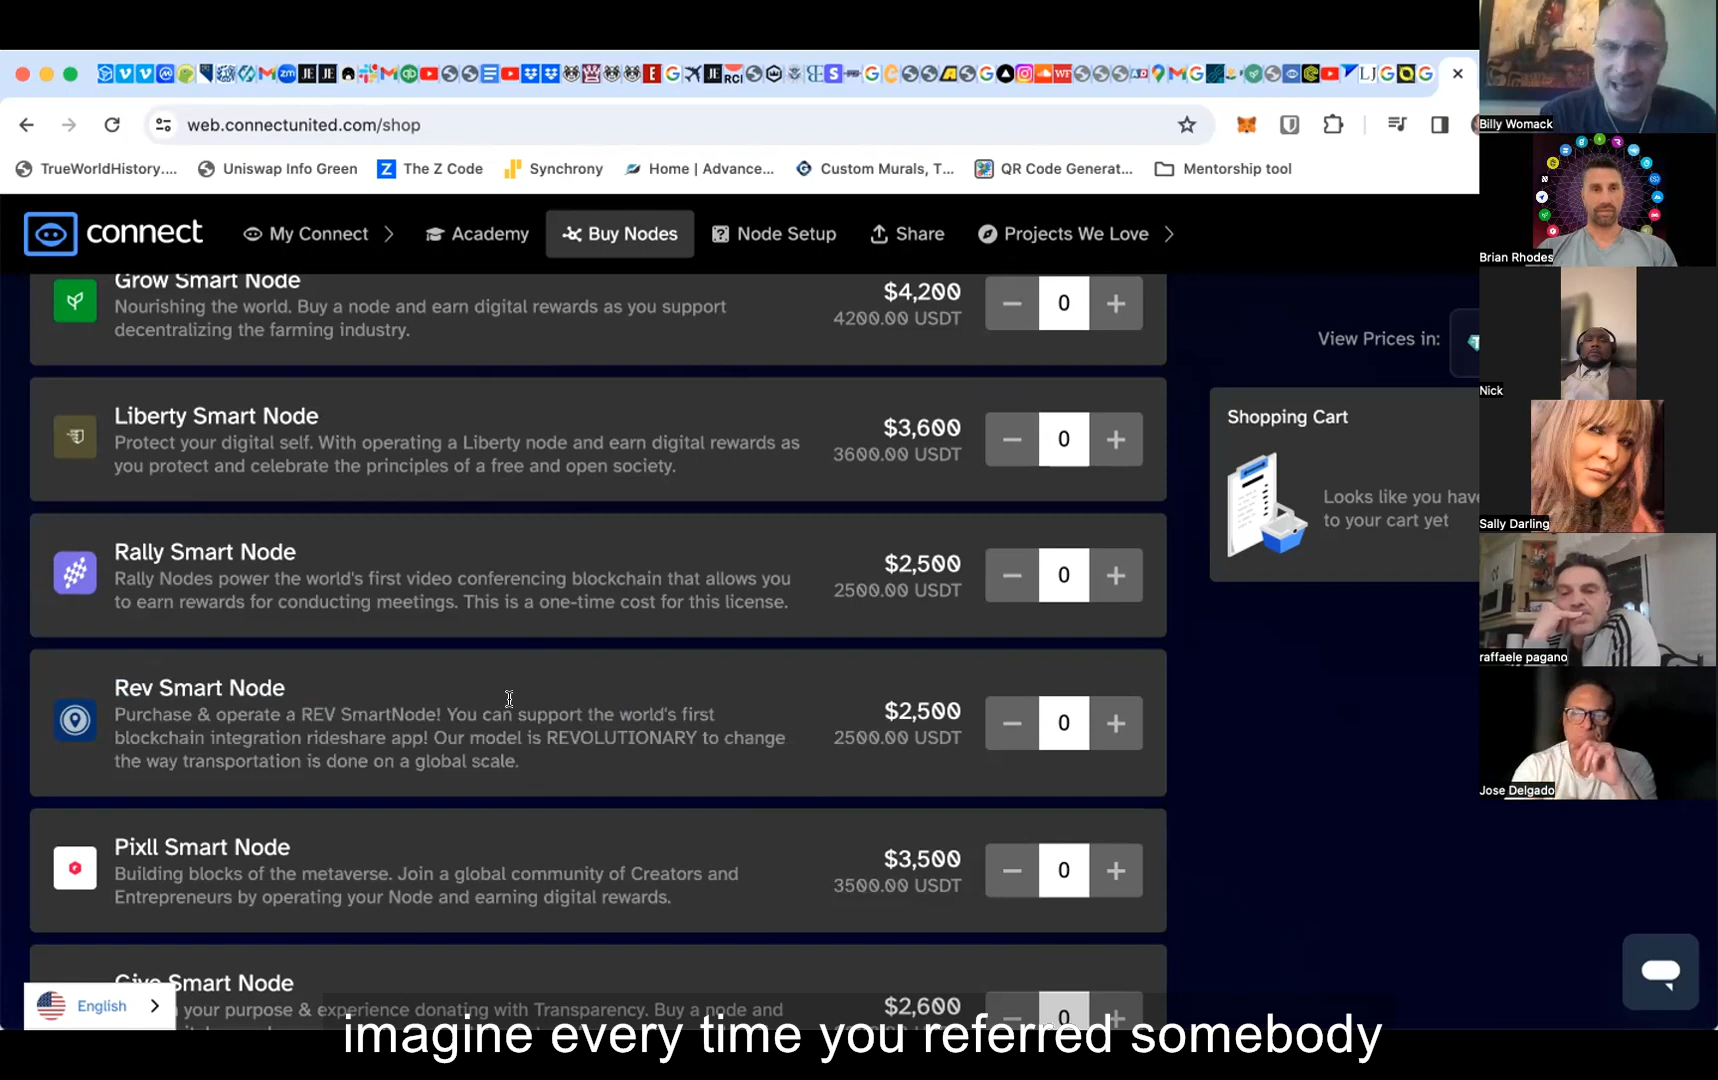 web.connectunited.com/shop
TrueWorldHistory....
Uniswap Info Green
The Z Code
Synchrony
Home | Advance...
Custom Murals, T...
QR Code Generat...
Mentorship tool
connect
My Connect
Academy
Buy Nodes
Node Setup
Share
Projects We Love
Grow Smart Node
Nourishing the world. Buy a node and earn digital rewards as you support
decentralizing the farming industry.
$4,200
4200.00 USDT
0
Liberty Smart Node
Protect your digital self. With operating a Liberty node and earn digital rewards as
you protect and celebrate the principles of a free and open society.
$3,600
3600.00 USDT
0
Rally Smart Node
Rally Nodes power the world's first video conferencing blockchain that allows you
to earn rewards for conducting meetings. This is a one-time cost for this license.
$2,500
2500.00 USDT
0
Rev Smart Node
Purchase & operate a REV SmartNode! You can support the world's first
blockchain integration rideshare app! Our model is REVOLUTIONARY to change
the way transportation is done on a global scale.
$2,500
2500.00 USDT
0
Pixll Smart Node
Building blocks of the metaverse. Join a global community of Creators and
Entrepreneurs by operating your Node and earning digital rewards.
$3,500
3500.00 USDT
0
Give Smart Node
your purpose & experience donating with Transparency. Buy a node and
$2,600
0
English
View Prices in:
Shopping Cart
Looks like you have
to your cart yet
Billy Womack
Brian Rhodes
Nick
Sally Darling
raffaele pagano
Jose Delgado
imagine every time you referred somebody